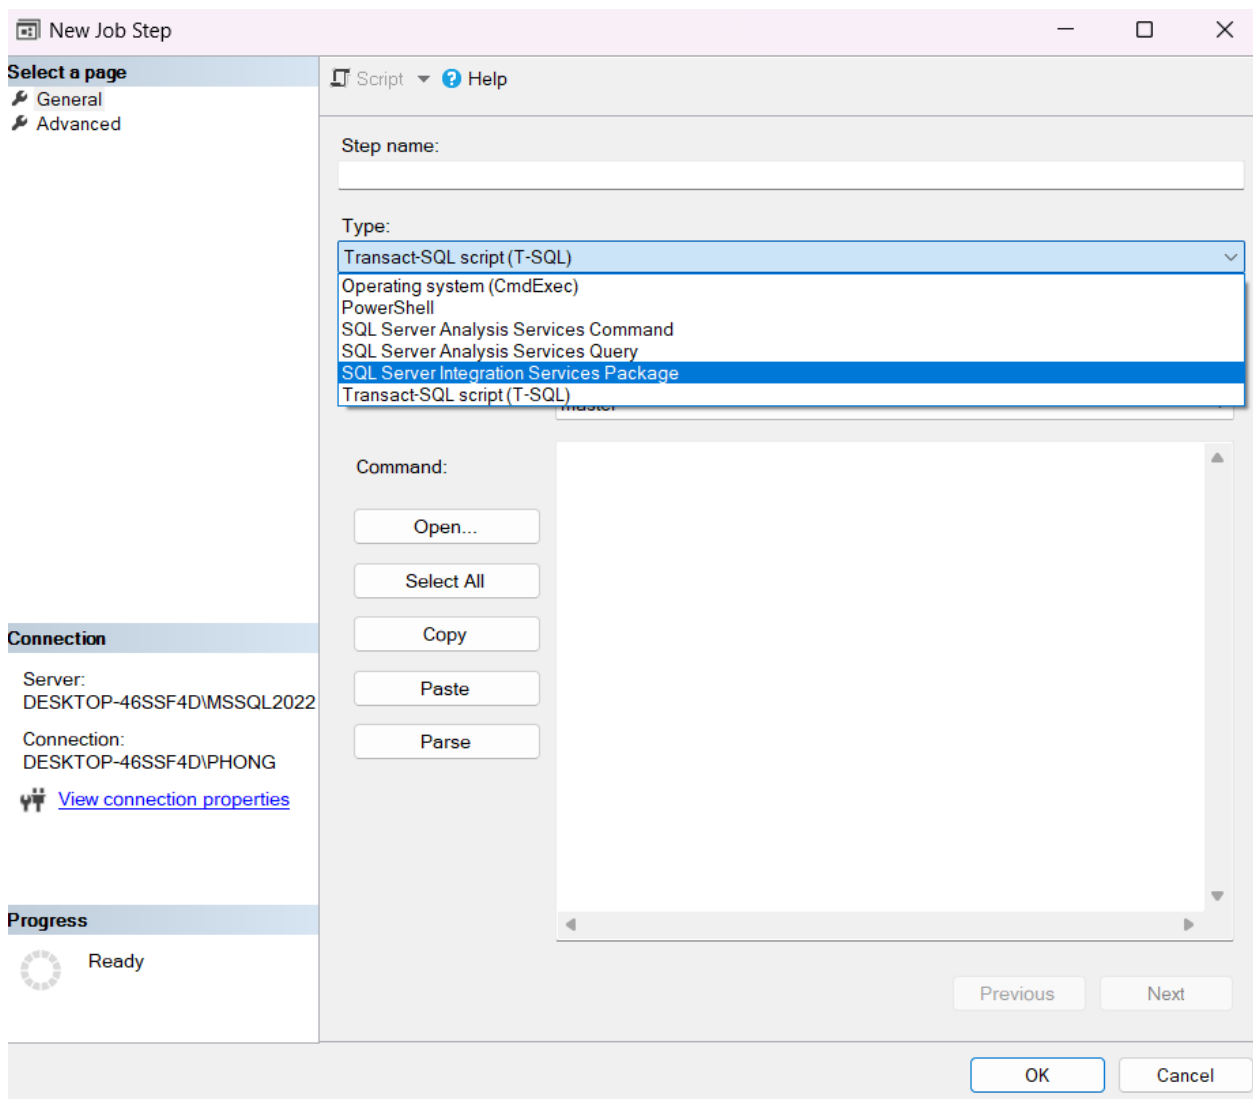 New Job Step
Select a page
General
Advanced
Script
Help
Step name:
Type:
Transact-SQL script (T-SQL)
Operating system (CmdExec)
PowerShell
SQL Server Analysis Services Command
SQL Server Analysis Services Query
SQL Server Integration Services Package
Transact-SQL script (T-SQL)
master
Command:
Open...
Select All
Copy
Paste
Parse
Connection
Server:
DESKTOP-46SSF4D\MSSQL2022
Connection:
DESKTOP-46SSF4D\PHONG
View connection properties
Progress
Ready
Previous
Next
OK
Cancel